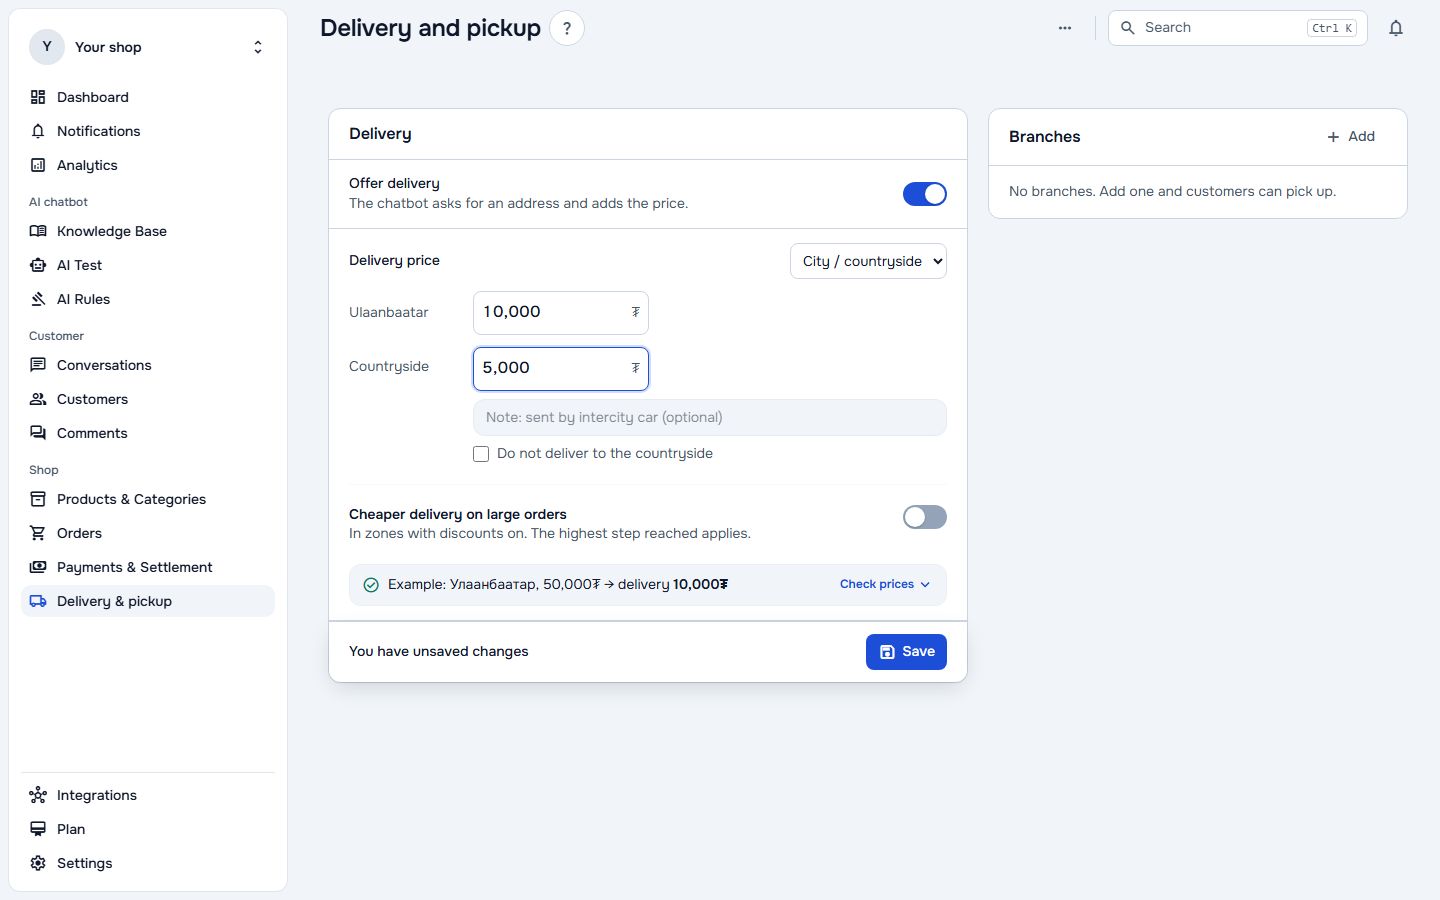 Y
Your shop
Dashboard
Notifications
Analytics
AI chatbot
Knowledge Base
AI Test
AI Rules
Customer
Conversations
Customers
Comments
Shop
Products & Categories
Orders
Payments & Settlement
Delivery & pickup
Integrations
Plan
Settings
Delivery and pickup ?
Search
Ctrl K
Delivery
Offer delivery
The chatbot asks for an address and adds the price.
Delivery price
City / countryside
Ulaanbaatar
10,000 ₮
Countryside
5,000 ₮
Note: sent by intercity car (optional)
Do not deliver to the countryside
Cheaper delivery on large orders
In zones with discounts on. The highest step reached applies.
Example: Улаанбаатар, 50,000₮ → delivery 10,000₮
Check prices
You have unsaved changes
Save
Branches
Add
No branches. Add one and customers can pick up.